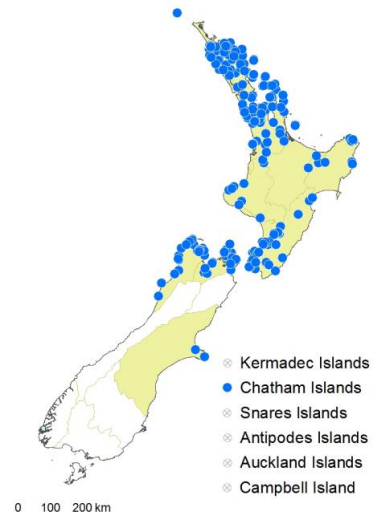 Kermadec Islands
Chatham Islands
Snares Islands
Antipodes Islands
Auckland Islands
Campbell Island
0 100 200 km